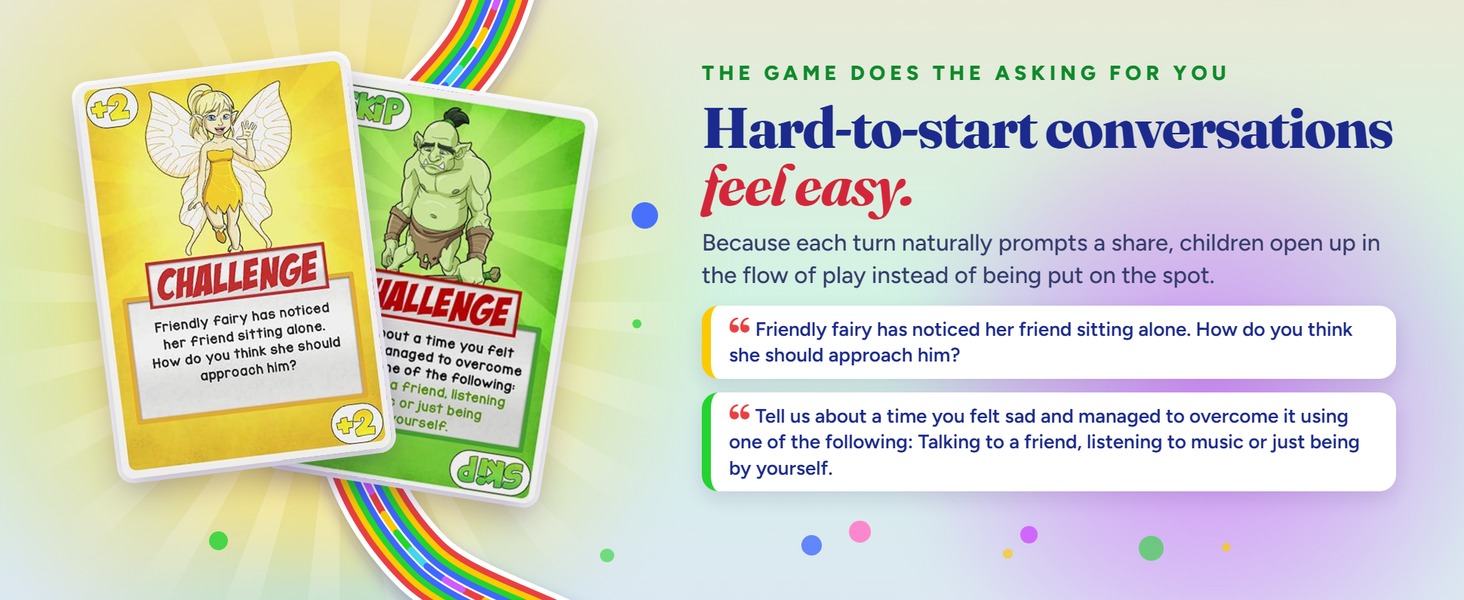 +2
CHALLENGE
Friendly fairy has noticed
her friend sitting alone.
How do you think she should
approach him?
+2
SKIP
CHALLENGE
about a time you felt
managed to overcome
one of the following:
a friend, listening
or just being
yourself.
SKIP
THE GAME DOES THE ASKING FOR YOU
Hard-to-start conversations
feel easy.
Because each turn naturally prompts a share, children open up in
the flow of play instead of being put on the spot.
“ Friendly fairy has noticed her friend sitting alone. How do you think
she should approach him?
“ Tell us about a time you felt sad and managed to overcome it using
one of the following: Talking to a friend, listening to music or just being
by yourself.